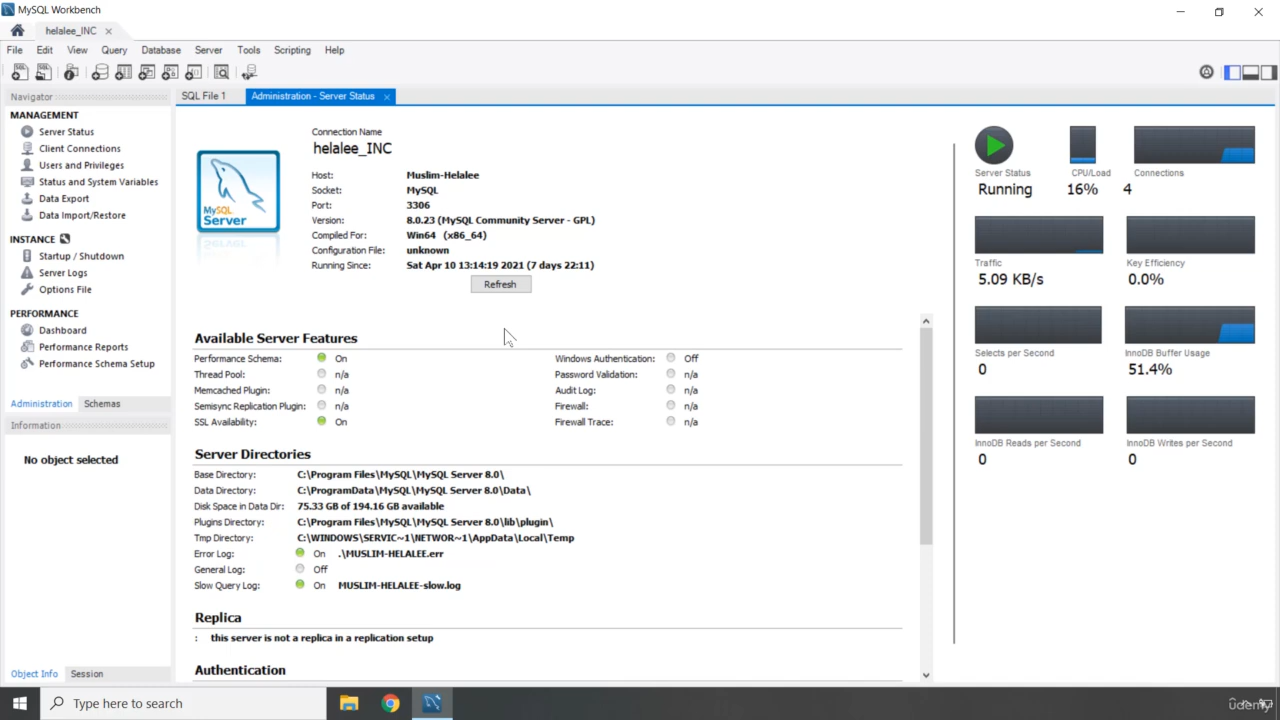 MySQL Workbench
helalee_INC
File Edit View Query Database Server Tools Scripting Help
Navigator
MANAGEMENT
Server Status
Client Connections
Users and Privileges
Status and System Variables
Data Export
Data Import/Restore
INSTANCE
Startup / Shutdown
Server Logs
Options File
PERFORMANCE
Dashboard
Performance Reports
Performance Schema Setup
Administration Schemas
Information
No object selected
Object Info Session
SQL File 1 Administration - Server Status
MySQL
Server
Connection Name
helalee_INC
Host: Muslim-Helalee
Socket: MySQL
Port: 3306
Version: 8.0.23 (MySQL Community Server - GPL)
Compiled For: Win64 (x86_64)
Configuration File: unknown
Running Since: Sat Apr 10 13:14:19 2021 (7 days 22:11)
Refresh
Available Server Features
Performance Schema: On Windows Authentication: Off
Thread Pool: n/a Password Validation: n/a
Memcached Plugin: n/a Audit Log: n/a
Semisync Replication Plugin: n/a Firewall: n/a
SSL Availability: On Firewall Trace: n/a
Server Directories
Base Directory: C:\Program Files\MySQL\MySQL Server 8.0\
Data Directory: C:\ProgramData\MySQL\MySQL Server 8.0\Data\
Disk Space in Data Dir: 75.33 GB of 194.16 GB available
Plugins Directory: C:\Program Files\MySQL\MySQL Server 8.0\lib\plugin\
Tmp Directory: C:\WINDOWS\SERVIC~1\NETWOR~1\AppData\Local\Temp
Error Log: On .\MUSLIM-HELALEE.err
General Log: Off
Slow Query Log: On MUSLIM-HELALEE-slow.log
Replica
: this server is not a replica in a replication setup
Authentication
Server Status CPU/Load Connections
Running 16% 4
Traffic Key Efficiency
5.09 KB/s 0.0%
Selects per Second InnoDB Buffer Usage
0 51.4%
InnoDB Reads per Second InnoDB Writes per Second
0 0
Type here to search
udemy